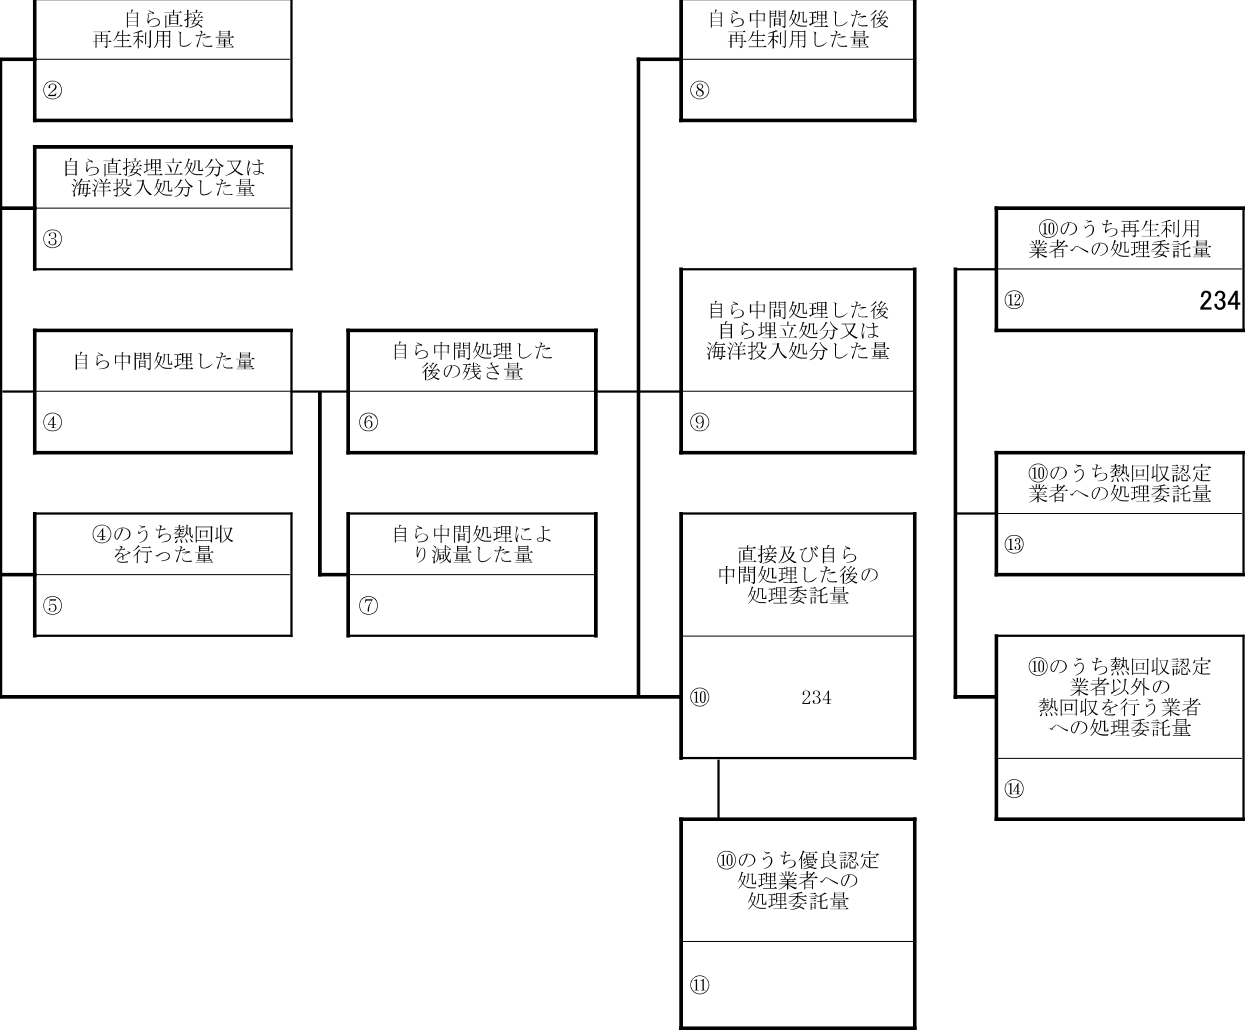 自ら直接
再生利用した量
②
自ら直接埋立処分又は
海洋投入処分した量
③
自ら中間処理した量
④
④のうち熱回収
を行った量
⑤
自ら中間処理した
後の残さ量
⑥
自ら中間処理によ
り減量した量
⑦
自ら中間処理した後
再生利用した量
⑧
自ら中間処理した後
自ら埋立処分又は
海洋投入処分した量
⑨
直接及び自ら
中間処理した後の
処理委託量
⑩ 234
⑩のうち優良認定
処理業者への
処理委託量
⑪
⑩のうち再生利用
業者への処理委託量
⑫ 234
⑩のうち熱回収認定
業者への処理委託量
⑬
⑩のうち熱回収認定
業者以外の
熱回収を行う業者
への処理委託量
⑭